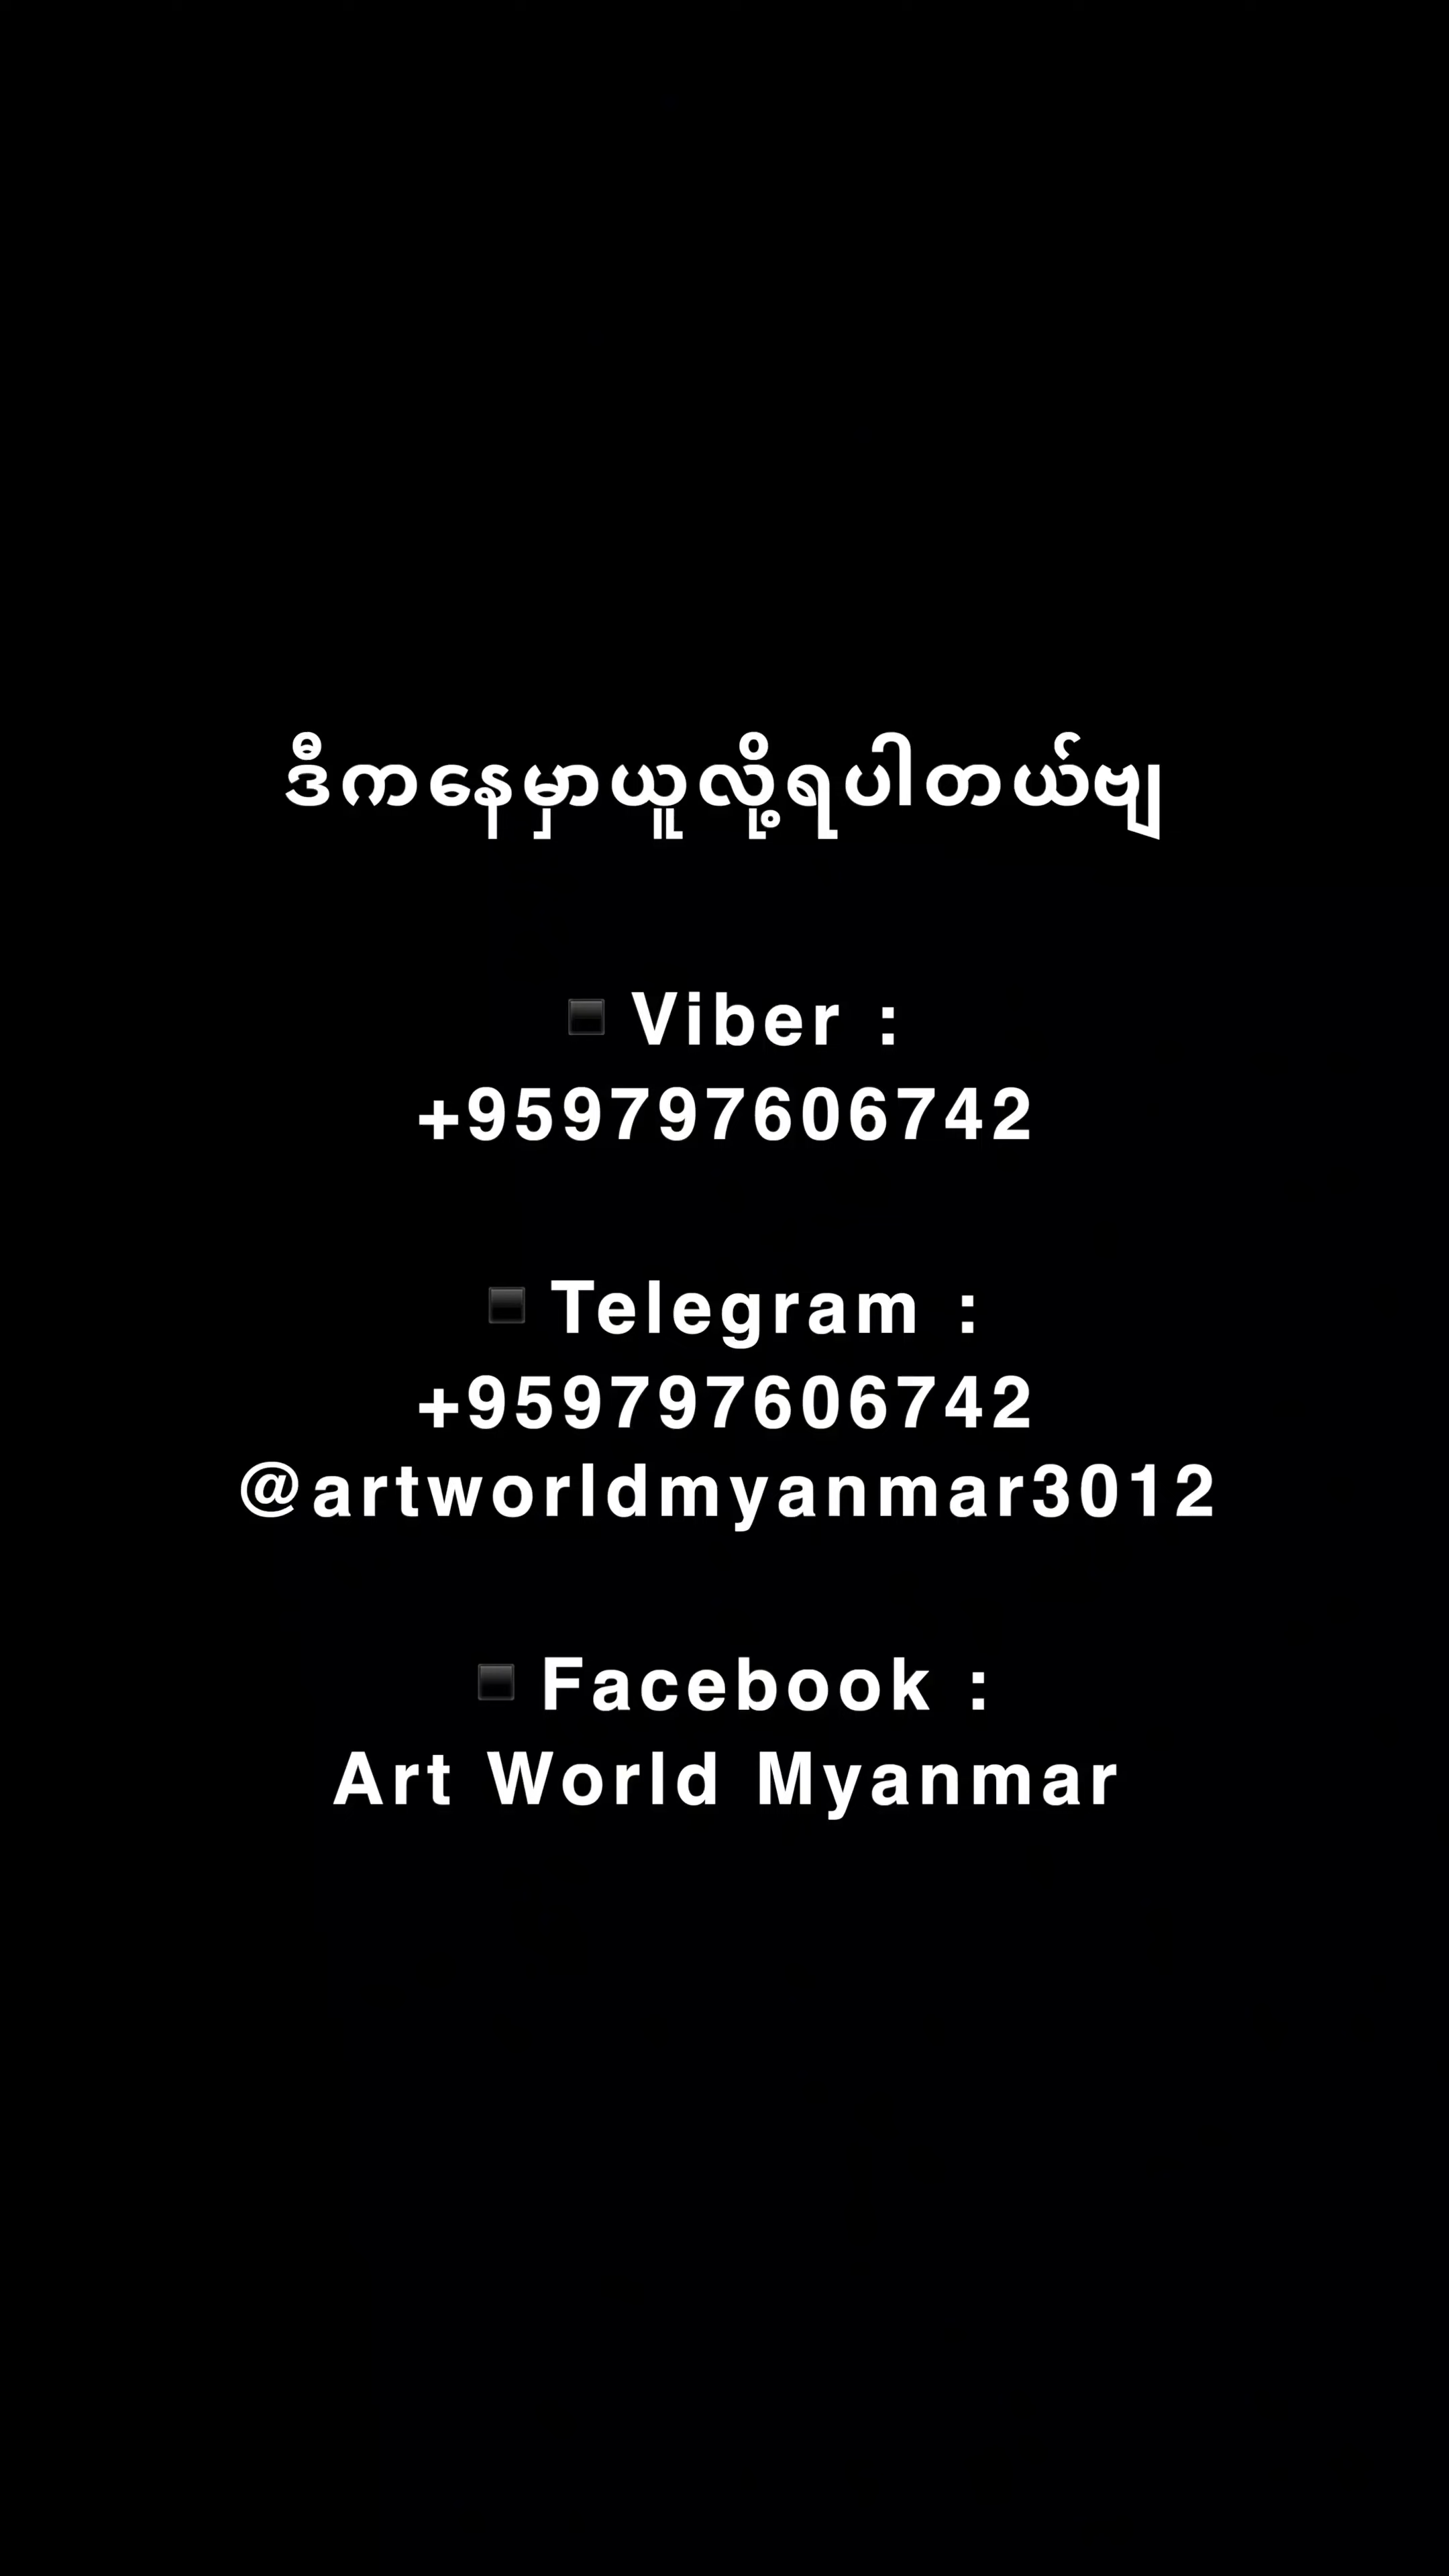 ဒီကနေမှာယူလို့ရပါတယ်ဗျ
▪️Viber :
+959797606742
▪️Telegram :
+959797606742
@artworldmyanmar3012
▪️Facebook :
Art World Myanmar